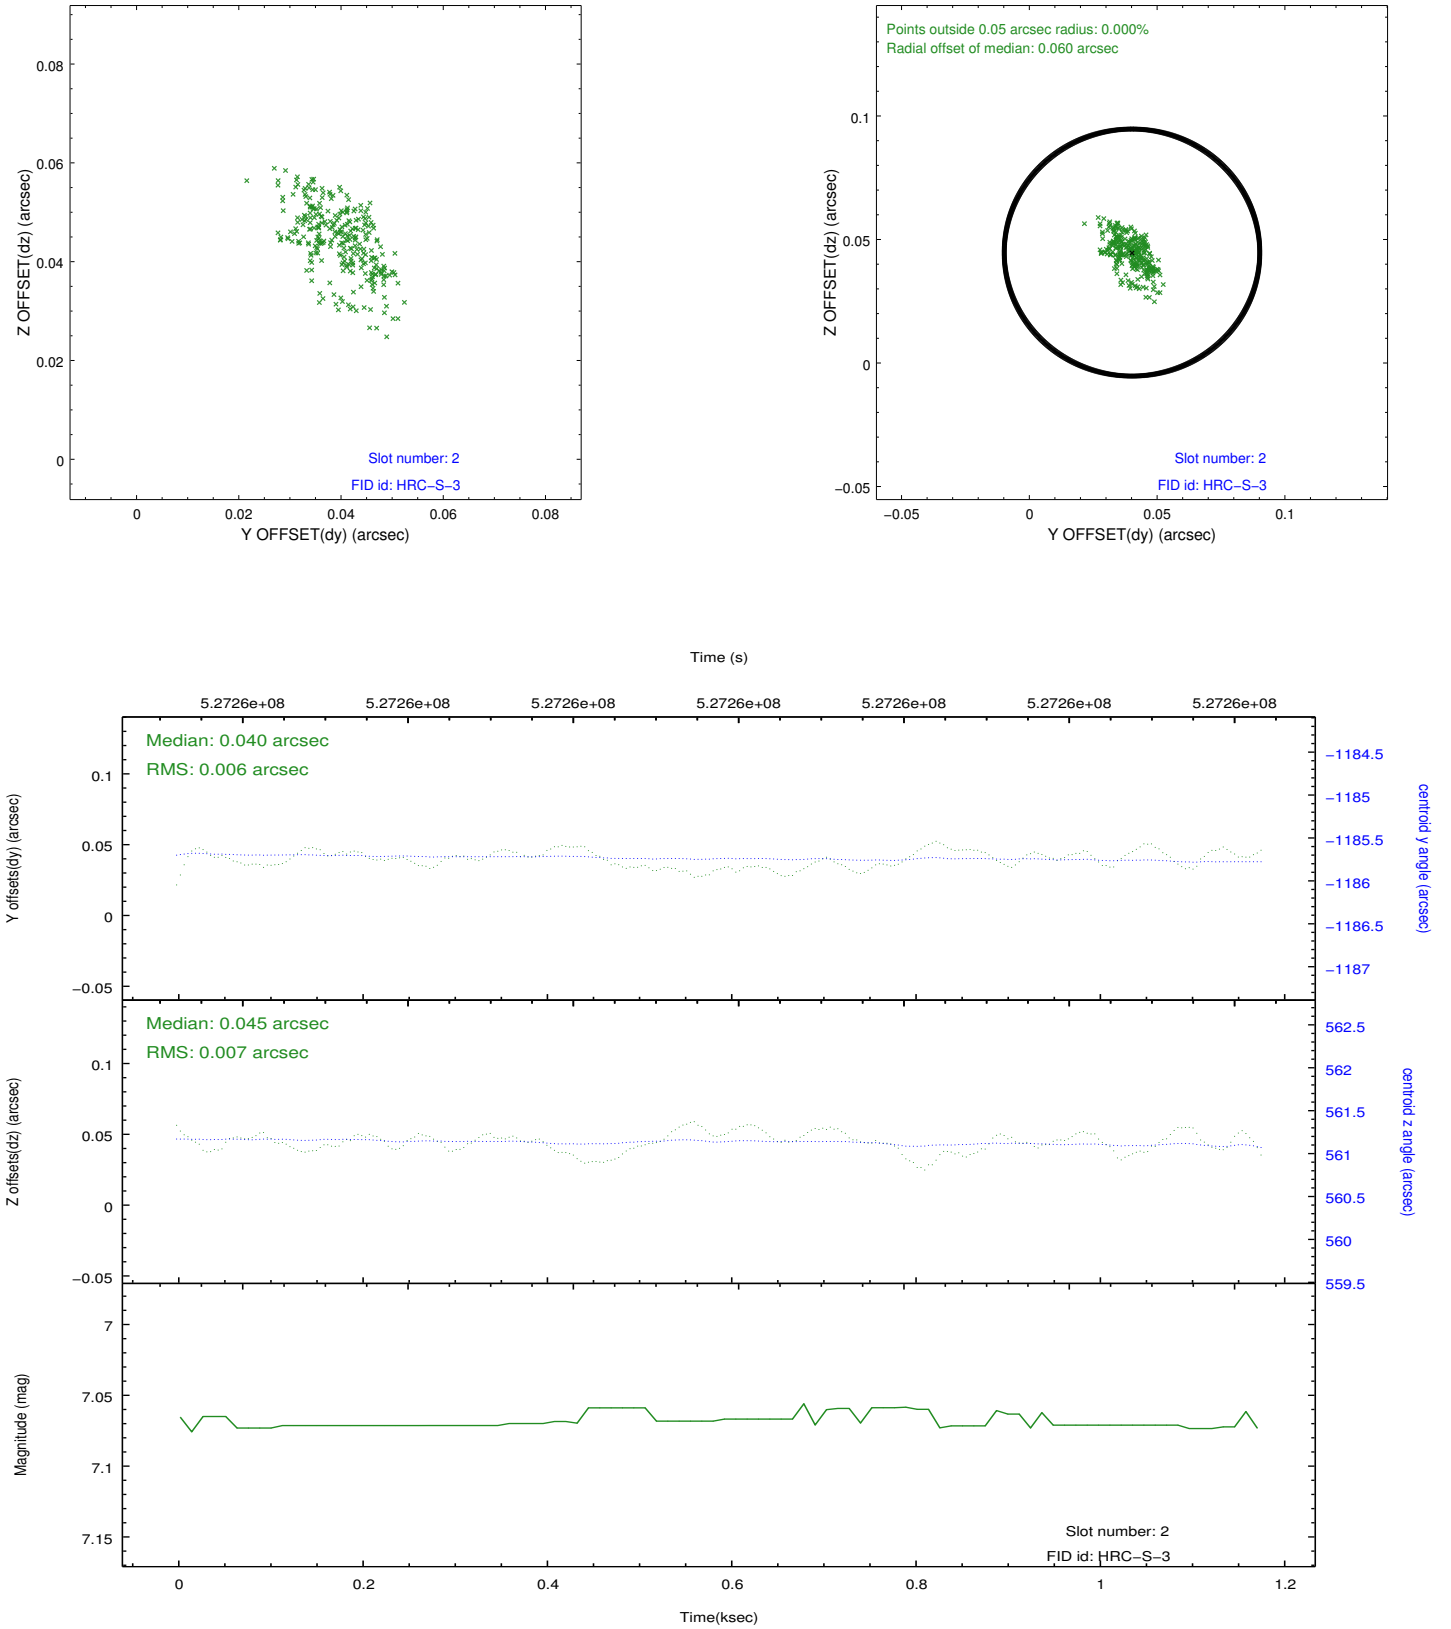 0.08
0.06
0.04
0.02
0
Z OFFSET(dz) (arcsec)
Slot number: 2
FID id: HRC-S-3
0 0.02 0.04 0.06 0.08
Y OFFSET(dy) (arcsec)
Points outside 0.05 arcsec radius: 0.000%
Radial offset of median: 0.060 arcsec
0.1
0.05
0
-0.05
Z OFFSET(dz) (arcsec)
Slot number: 2
FID id: HRC-S-3
-0.05 0 0.05 0.1
Y OFFSET(dy) (arcsec)
Time (s)
5.2726e+08 5.2726e+08 5.2726e+08 5.2726e+08 5.2726e+08 5.2726e+08 5.2726e+08
Median: 0.040 arcsec
RMS: 0.006 arcsec
0.1
0.05
0
-0.05
Y offsets(dy) (arcsec)
-1184.5
-1185
-1185.5
-1186
-1186.5
-1187
centroid y angle (arcsec)
Median: 0.045 arcsec
RMS: 0.007 arcsec
0.1
0.05
0
-0.05
Z offsets(dz) (arcsec)
562.5
562
561.5
561
560.5
560
559.5
centroid z angle (arcsec)
7
7.05
7.1
7.15
Magnitude (mag)
Slot number: 2
FID id: HRC-S-3
0 0.2 0.4 0.6 0.8 1 1.2
Time(ksec)